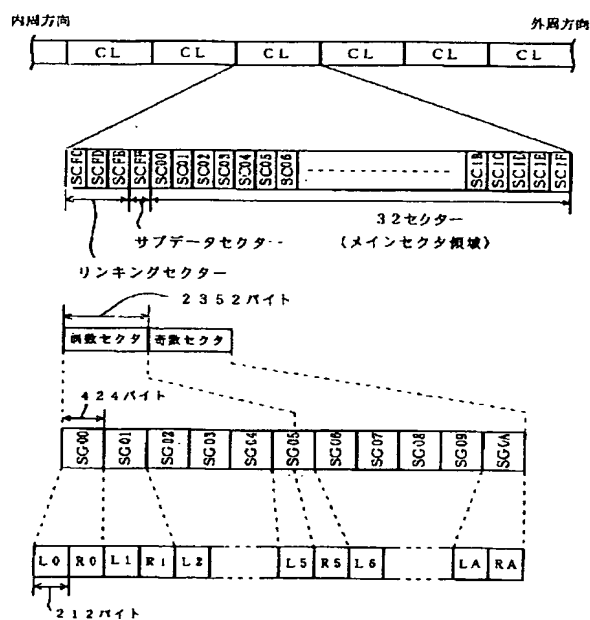 内周方向 外周方向
CL CL CL CL CL CL
SCFC SCFD SCFE SCFF SC00 SC01 SC02 SC03 SC04 SC05 SC06 SC1B SC1C SC1D SC1E SC1F
32セクター
サブデータセクター (メインセクタ領域)
リンキングセクター
2352バイト
偶数セクタ 奇数セクタ
424バイト
SG00 SG01 SG02 SG03 SG04 SG05 SG06 SG07 SG08 SG09 SG0A
L0 R0 L1 R1 L2 L5 R5 L6 LA RA
212バイト